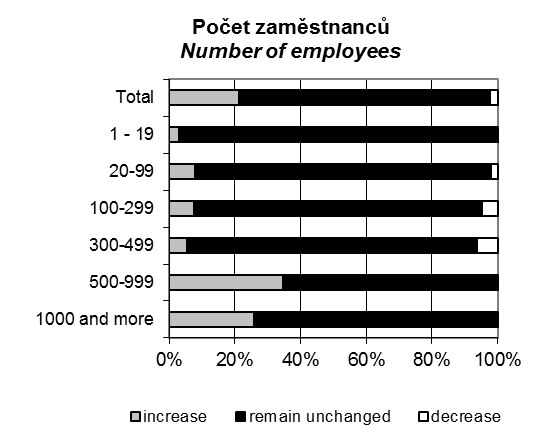 Počet zaměstnanců
Number of employees
Total
1 - 19
20-99
100-299
300-499
500-999
1000 and more
0% 20% 40% 60% 80% 100%
increase remain unchanged decrease